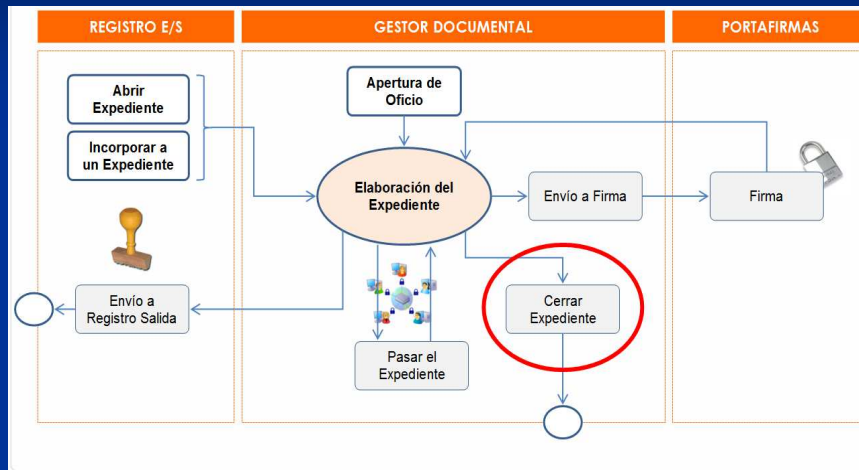 REGISTRO E/S
GESTOR DOCUMENTAL
PORTAFIRMAS
Abrir
Expediente
Incorporar a
un Expediente
Apertura de
Oficio
Elaboración del
Expediente
Envío a Firma
Firma
Envío a
Registro Salida
Pasar el
Expediente
Cerrar
Expediente